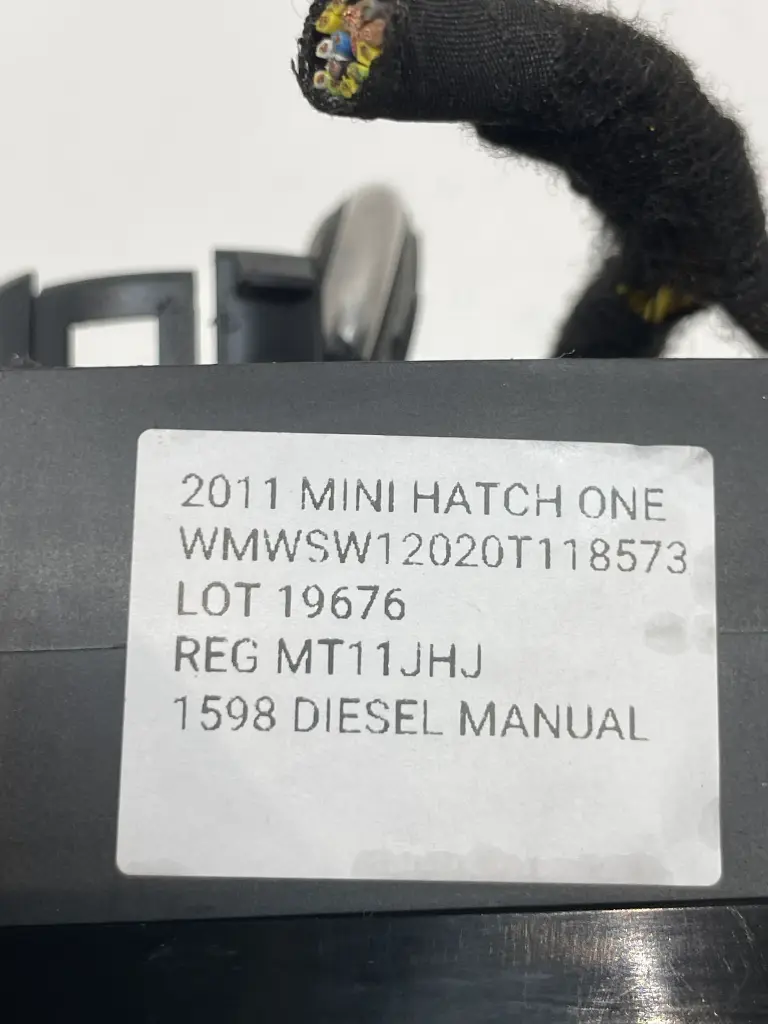 2011 MINI HATCH ONE
WMWSW12020T118573
LOT 19676
REG MT11JHJ
1598 DIESEL MANUAL